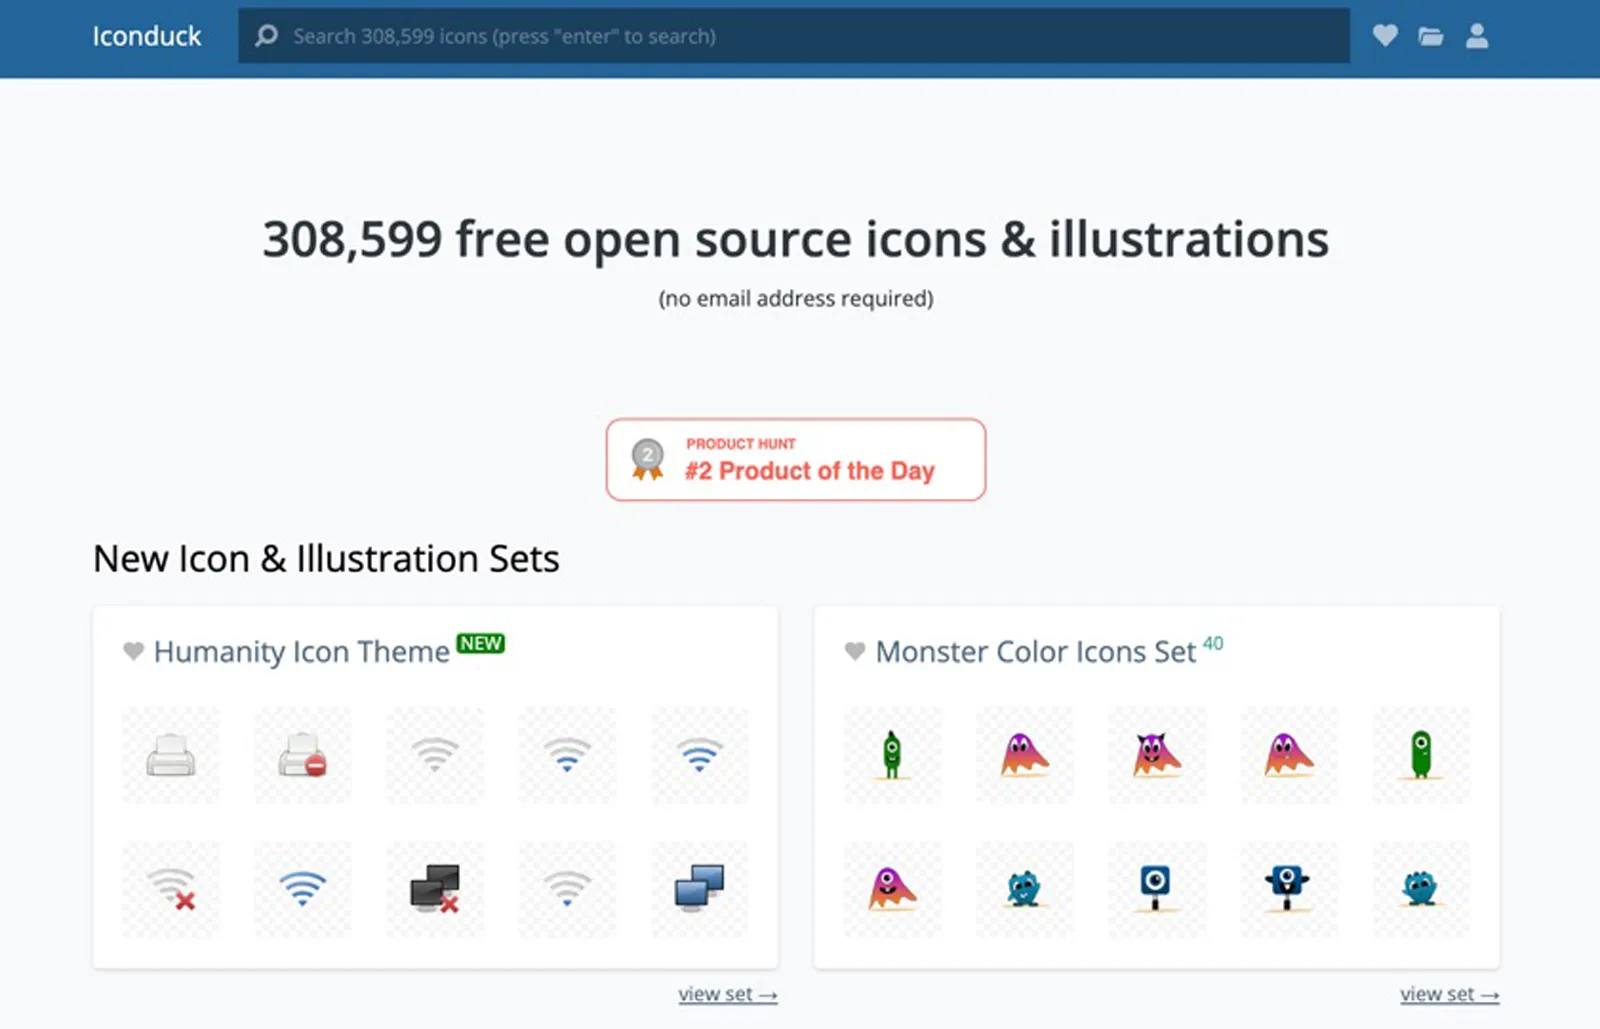 Iconduck
Search 308,599 icons (press "enter" to search)
308,599 free open source icons & illustrations
(no email address required)
2
PRODUCT HUNT
#2 Product of the Day
New Icon & Illustration Sets
Humanity Icon Theme NEW
Monster Color Icons Set 40
view set →
view set →